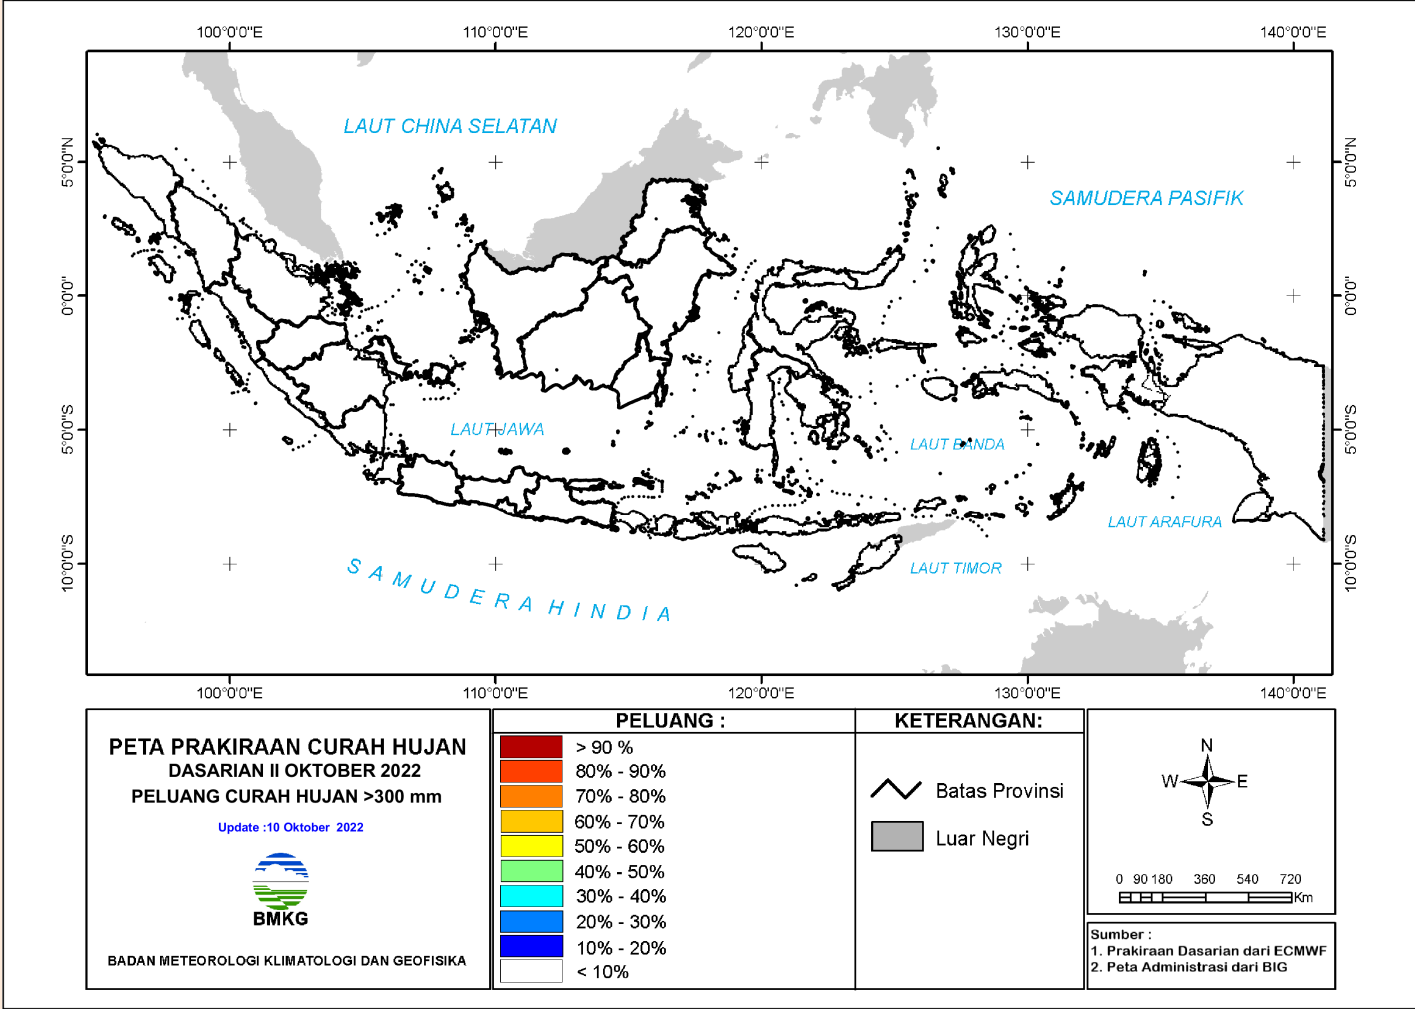 100°0'0"E 110°0'0"E 120°0'0"E 130°0'0"E 140°0'0"E
LAUT CHINA SELATAN
5°0'0"N 5°0'0"N
SAMUDERA PASIFIK
0°0'0" 0°0'0"
LAUT JAWA
LAUT BANDA
5°0'0"S 5°0'0"S
LAUT ARAFURA
LAUT TIMOR
10°0'0"S 10°0'0"S
SAMUDERA HINDIA
100°0'0"E 110°0'0"E 120°0'0"E 130°0'0"E 140°0'0"E
PETA PRAKIRAAN CURAH HUJAN
DASARIAN II OKTOBER 2022
PELUANG CURAH HUJAN >300 mm
Update :10 Oktober 2022
BMKG
BADAN METEOROLOGI KLIMATOLOGI DAN GEOFISIKA
PELUANG :
> 90 %
80% - 90%
70% - 80%
60% - 70%
50% - 60%
40% - 50%
30% - 40%
20% - 30%
10% - 20%
< 10%
KETERANGAN:
Batas Provinsi
Luar Negri
N
W E
S
0 90 180 360 540 720
Km
Sumber :
1. Prakiraan Dasarian dari ECMWF
2. Peta Administrasi dari BIG